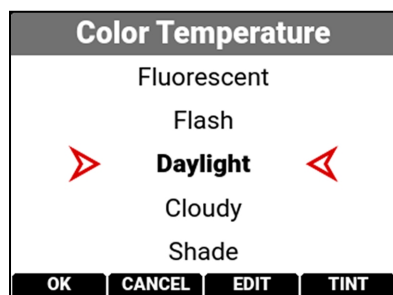 Color Temperature
Fluorescent
Flash
Daylight
Cloudy
Shade
OK CANCEL EDIT TINT